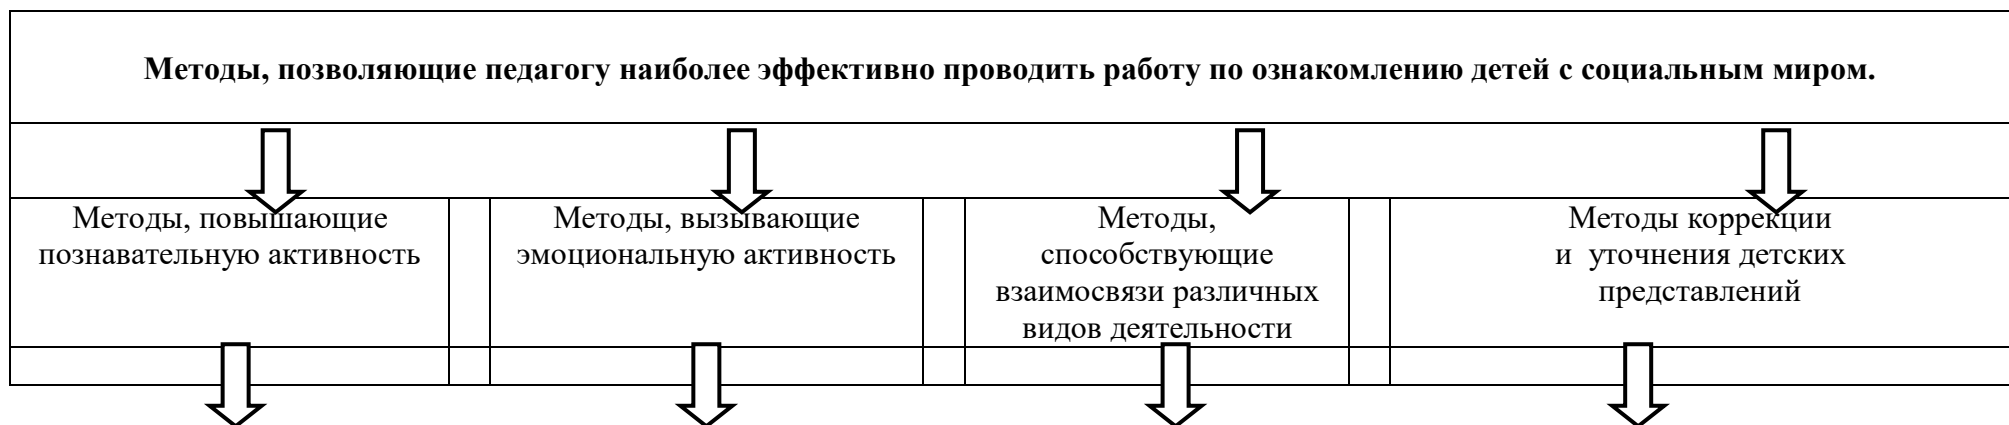 Методы, позволяющие педагогу наиболее эффективно проводить работу по ознакомлению детей с социальным миром.
Методы, повышающие
познавательную активность
Методы, вызывающие
эмоциональную активность
Методы,
способствующие
взаимосвязи различных
видов деятельности
Методы коррекции
и  уточнения детских
представлений